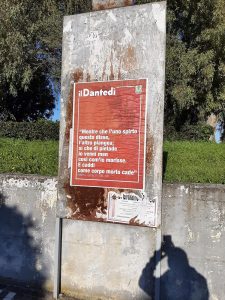 ilDantedì
"Mentre che l'uno spirto
questo disse,
l'altro piangea;
sì che di pietade
io venni men
così com'io morisse.
E caddi
come corpo morto cade"